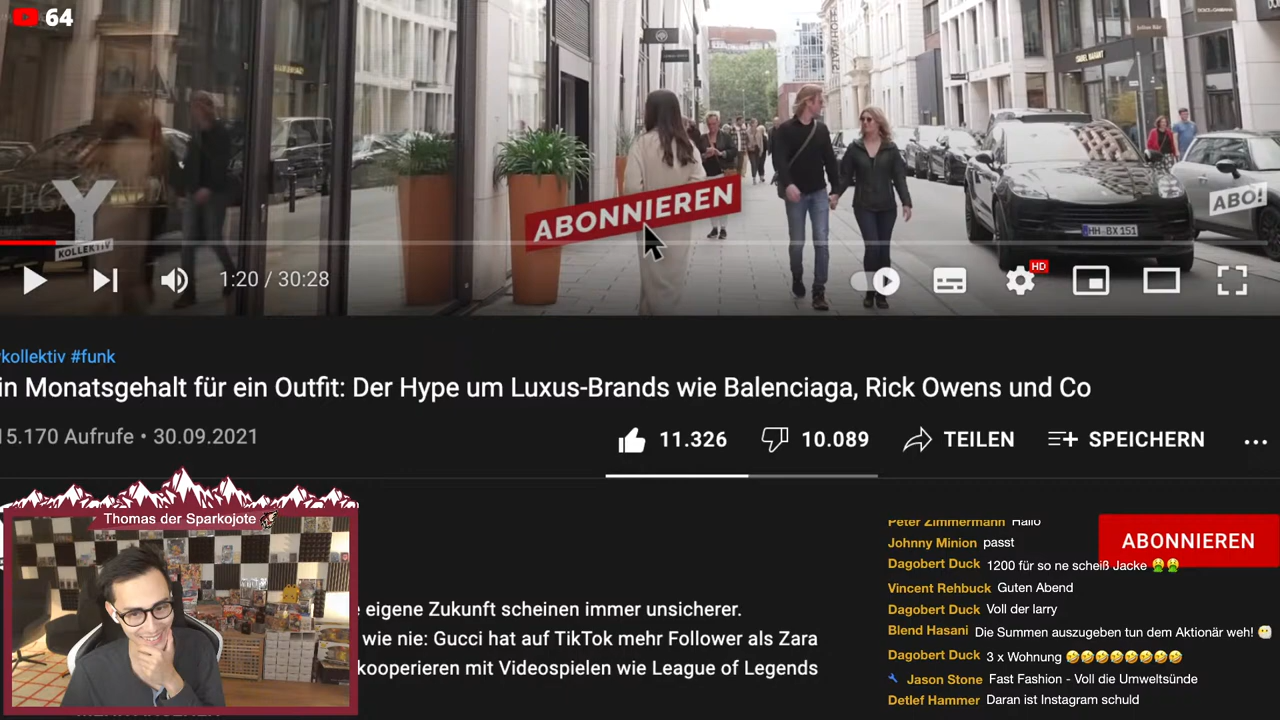 64
ABONNIEREN
ABO!
Y
KOLLEKTIV
HH BX 151
1:20 / 30:28
HD
kollektiv #funk
in Monatsgehalt für ein Outfit: Der Hype um Luxus-Brands wie Balenciaga, Rick Owens und Co
15.170 Aufrufe • 30.09.2021
11.326
10.089
TEILEN
SPEICHERN
Thomas der Sparkojote
e eigene Zukunft scheinen immer unsicherer.
wie nie: Gucci hat auf TikTok mehr Follower als Zara
kooperieren mit Videospielen wie League of Legends
ABONNIEREN
Peter Zimmermann Hallo
Johnny Minion passt
Dagobert Duck 1200 für so ne scheiß Jacke 🤮🤮
Vincent Rehbuck Guten Abend
Dagobert Duck Voll der larry
Blend Hasani Die Summen auszugeben tun dem Aktionär weh! 😬
Dagobert Duck 3 x Wohnung 🤣🤣🤣🤣🤣🤣🤣🤣
Jason Stone Fast Fashion - Voll die Umweltsünde
Detlef Hammer Daran ist Instagram schuld